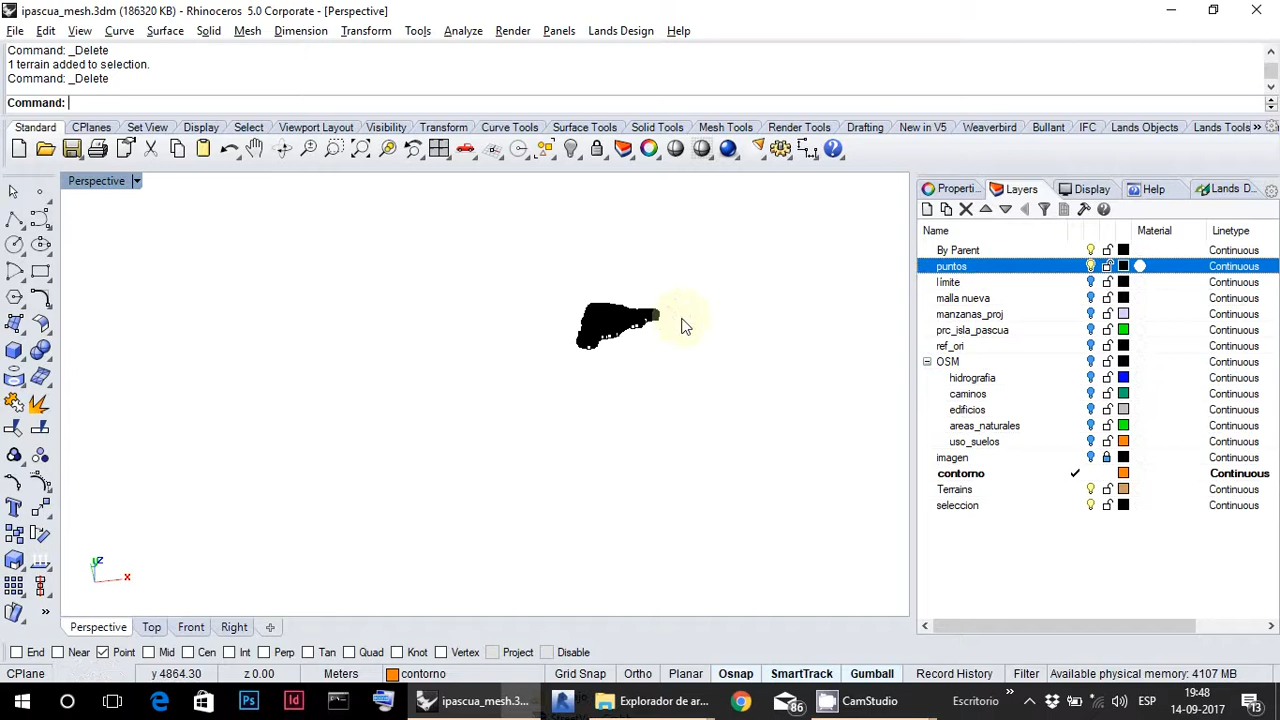 ipascua_mesh.3dm (186320 KB) - Rhinoceros 5.0 Corporate - [Perspective]
File Edit View Curve Surface Solid Mesh Dimension Transform Tools Analyze Render Panels Lands Design Help
Command: _Delete
1 terrain added to selection.
Command: _Delete
Command:
Standard CPlanes Set View Display Select Viewport Layout Visibility Transform Curve Tools Surface Tools Solid Tools Mesh Tools Render Tools Drafting New in V5 Weaverbird Bullant IFC Lands Objects Lands Tools »
Perspective
Properti... Layers Display Help Lands D...
Name Material Linetype
By Parent Continuous
puntos Continuous
límite Continuous
malla nueva Continuous
manzanas_proj Continuous
prc_isla_pascua Continuous
ref_ori Continuous
OSM Continuous
hidrografia Continuous
caminos Continuous
edificios Continuous
areas_naturales Continuous
uso_suelos Continuous
imagen Continuous
contorno Continuous
Terrains Continuous
seleccion Continuous
z
y
x
»
Perspective Top Front Right
End Near Point Mid Cen Int Perp Tan Quad Knot Vertex Project Disable
CPlane y 4864.30 z 0.00 Meters contorno Grid Snap Ortho Planar Osnap SmartTrack Gumball Record History Filter Available physical memory: 4107 MB
ipascua_mesh.3... Explorador de ar... 86 CamStudio Escritorio » ESP 19:48
14-09-2017 13